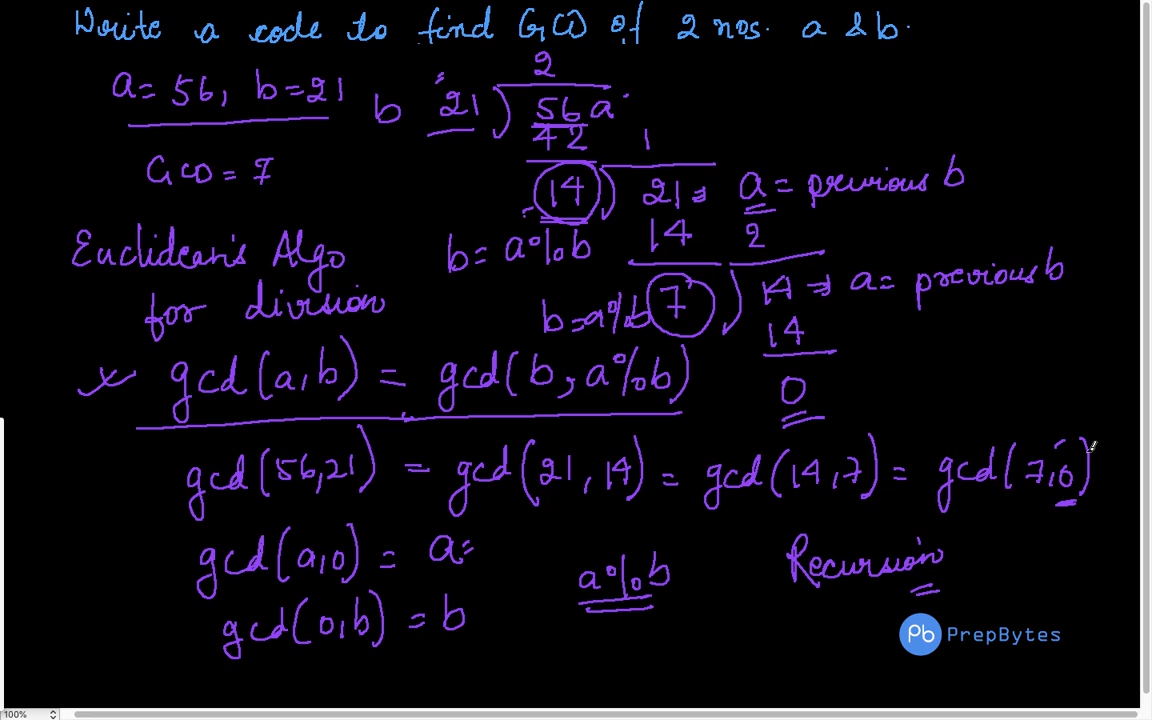 Write a code to find GCD of 2 nos. a & b.
a = 56, b = 21
GCD = 7
2
b 21) 56 a
42 1
14) 21 → a = previous b
b = a%b 14 2
b = a%b 7) 14 → a = previous b
14
0
Euclidean's Algo
for division
gcd(a,b) = gcd(b, a%b)
gcd(56,21) = gcd(21,14) = gcd(14,7) = gcd(7,0)
gcd(a,0) = a
gcd(0,b) = b
a%b
Recursion
Pb PrepBytes
100%